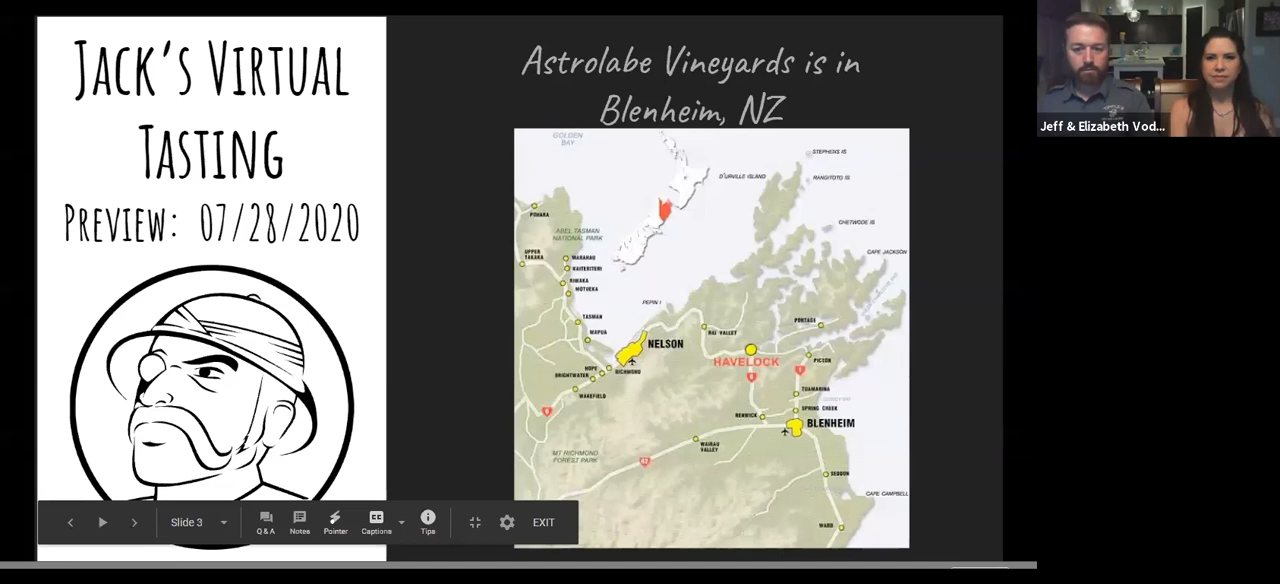 JACK'S VIRTUAL
TASTING
PREVIEW: 07/28/2020
Astrolabe Vineyards is in
Blenheim, NZ
GOLDEN
BAY
STEPHENS IS
D'URVILLE ISLAND
RANGITOTO IS
POHARA
CHETWODE IS
ABEL TASMAN
NATIONAL PARK
CAPE JACKSON
UPPER
TAKAKA
MARAHAU
KAITERITERI
RIWAKA
MOTUEKA
PEPIN I
TASMAN
MAPUA
RAI VALLEY
PORTAGE
NELSON
HAVELOCK
PICTON
HOPE
RICHMOND
BRIGHTWATER
6
1
WAKEFIELD
TUAMARINA
6
SPRING CREEK
RENWICK
BLENHEIM
WAIRAU
VALLEY
MT RICHMOND
FOREST PARK
SEDDON
CAPE CAMPBELL
WARD
Slide 3
Q & A
Notes
Pointer
CC
Captions
Tips
EXIT
Jeff & Elizabeth Vod...